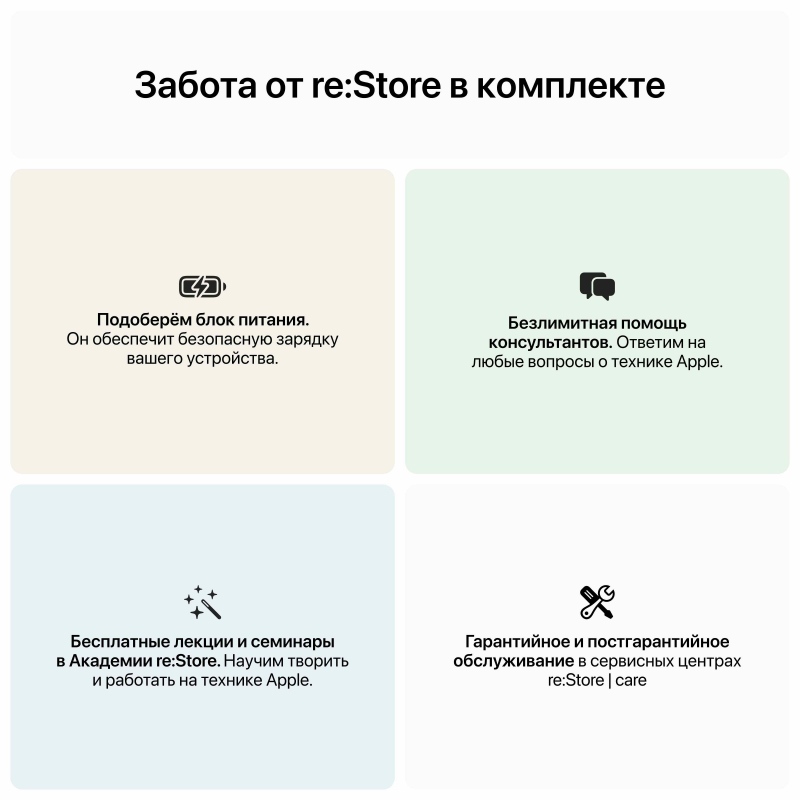 Забота от re:Store в комплекте
Подоберём блок питания.
Он обеспечит безопасную зарядку
вашего устройства.
Безлимитная помощь
консультантов. Ответим на
любые вопросы о технике Apple.
Бесплатные лекции и семинары
в Академии re:Store. Научим творить
и работать на технике Apple.
Гарантийное и постгарантийное
обслуживание в сервисных центрах
re:Store | care